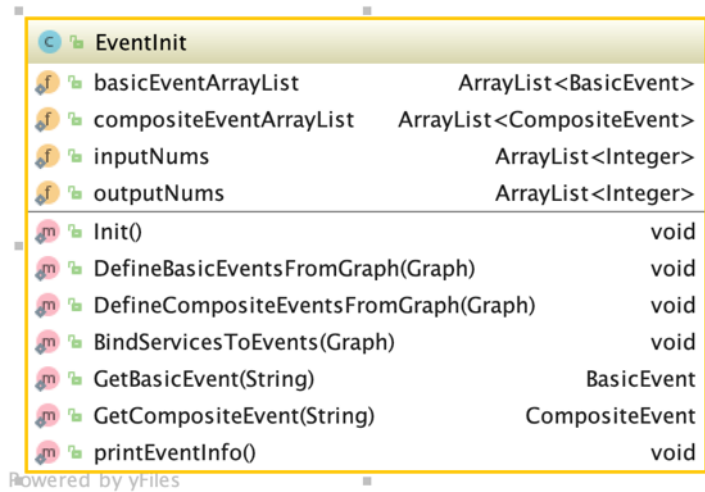 C EventInit
f basicEventArrayList ArrayList<BasicEvent>
f compositeEventArrayList ArrayList<CompositeEvent>
f inputNums ArrayList<Integer>
f outputNums ArrayList<Integer>
m Init() void
m DefineBasicEventsFromGraph(Graph) void
m DefineCompositeEventsFromGraph(Graph) void
m BindServicesToEvents(Graph) void
m GetBasicEvent(String) BasicEvent
m GetCompositeEvent(String) CompositeEvent
m printEventInfo() void
Powered by yFiles